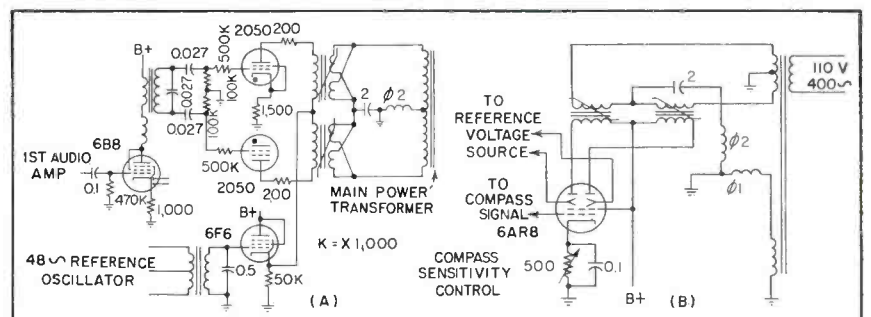 B+
0.027
0.027
0.027
500K
2050
200
100K
100K
1,500
2
φ2
6B8
1ST AUDIO
AMP
0.1
470K
1,000
500K
2050
200
MAIN POWER
TRANSFORMER
6F6
B+
K = X 1,000
48~ REFERENCE
OSCILLATOR
0.5
50K
(A)
2
110 V
400~
TO
REFERENCE
VOLTAGE
SOURCE
TO
COMPASS
SIGNAL
6AR8
φ2
φ1
COMPASS
SENSITIVITY
CONTROL
500
0.1
B+
(B)